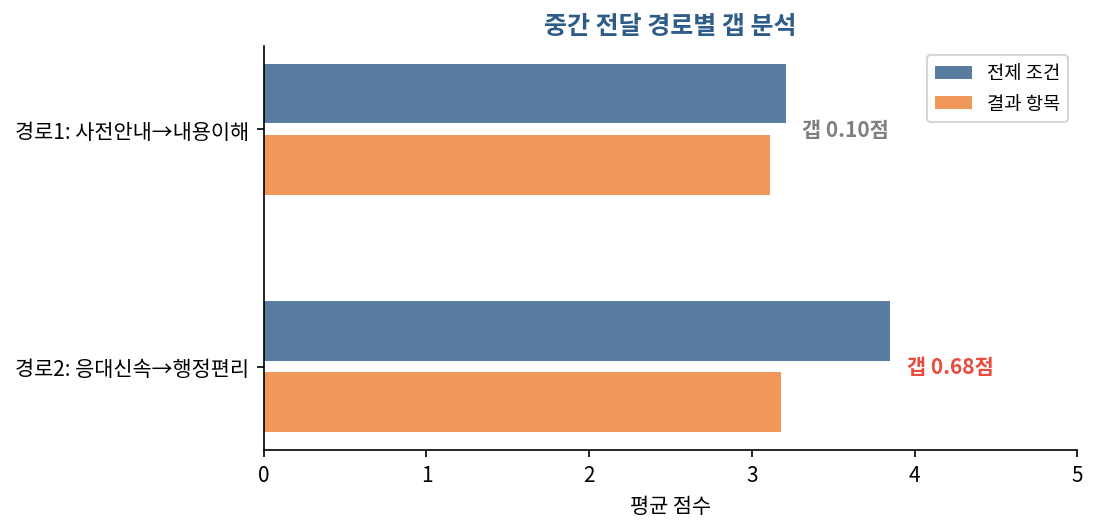 중간 전달 경로별 갭 분석
전제 조건
결과 항목
경로1: 사전안내→내용이해
갭 0.10점
경로2: 응대신속→행정편리
갭 0.68점
0 1 2 3 4 5
평균 점수